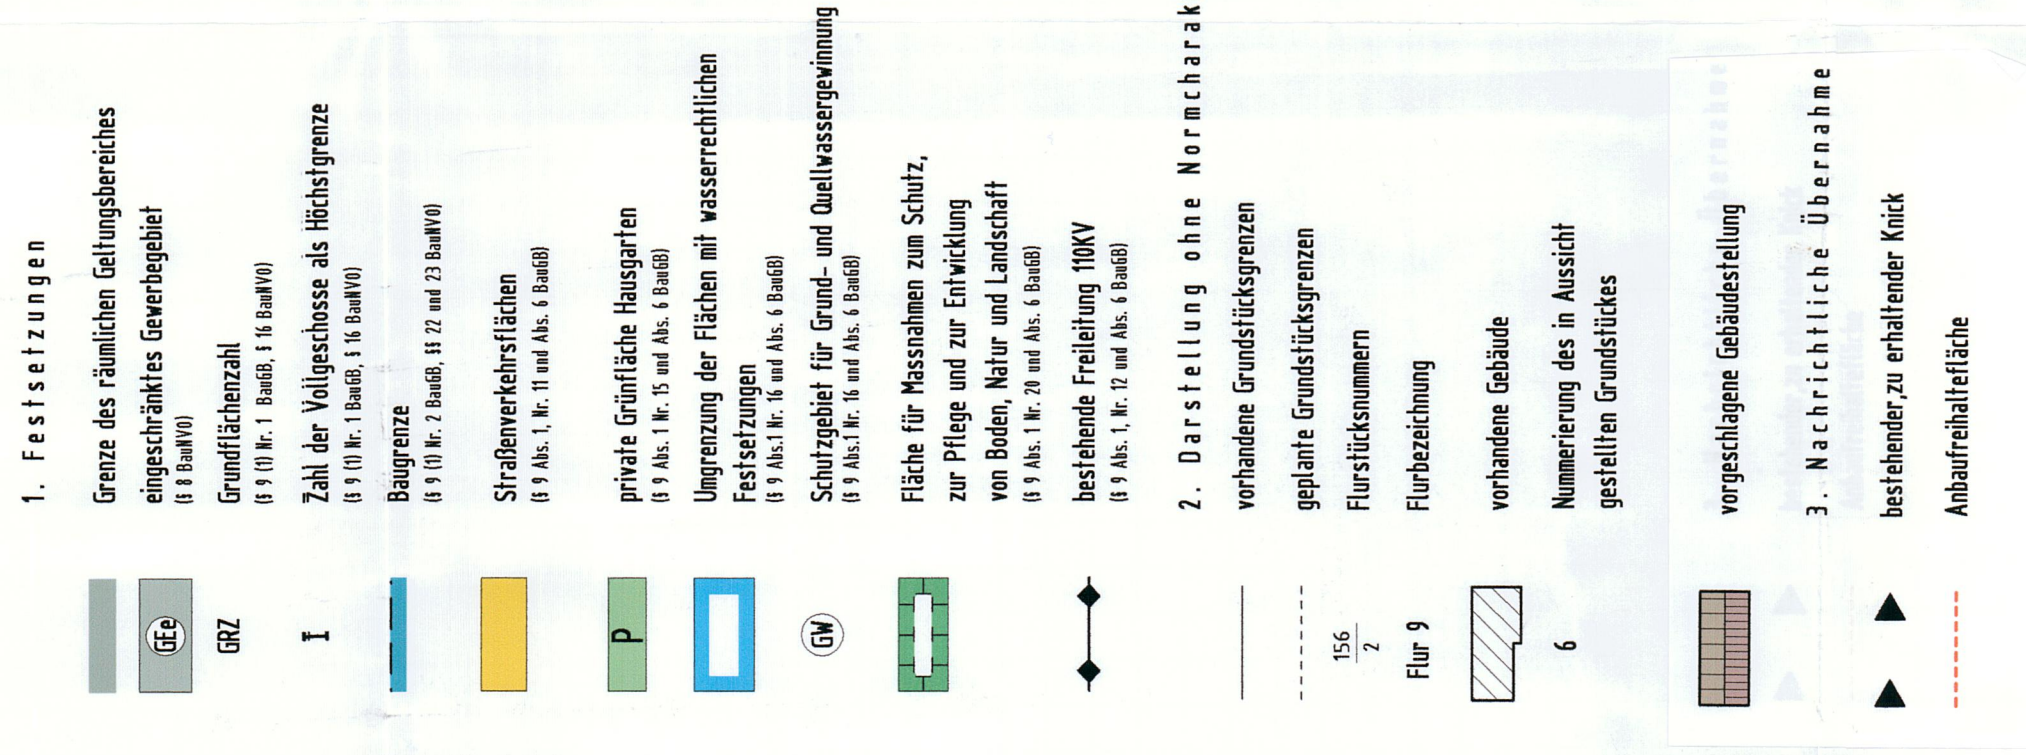 1. Festsetzungen
Grenze des räumlichen Geltungsbereiches
GEe
eingeschränktes Gewerbegebiet
(§ 8 BauNVO)
GRZ
Grundflächenzahl
(§ 9 (1) Nr. 1 BauGB, § 16 BauNVO)
I
Zahl der Vollgeschosse als Höchstgrenze
(§ 9 (1) Nr. 1 BauGB, § 16 BauNVO)
Baugrenze
(§ 9 (1) Nr. 2 BauGB, §§ 22 und 23 BauNVO)
Straßenverkehrsflächen
(§ 9 Abs. 1, Nr. 11 und Abs. 6 BauGB)
P
private Grünfläche Hausgarten
(§ 9 Abs. 1 Nr. 15 und Abs. 6 BauGB)
Umgrenzung der Flächen mit wasserrechtlichen
Festsetzungen
(§ 9 Abs.1 Nr. 16 und Abs. 6 BauGB)
GW
Schutzgebiet für Grund- und Quellwassergewinnung
(§ 9 Abs.1 Nr. 16 und Abs. 6 BauGB)
Fläche für Massnahmen zum Schutz,
zur Pflege und zur Entwicklung
von Boden, Natur und Landschaft
(§ 9 Abs. 1 Nr. 20 und Abs. 6 BauGB)
bestehende Freileitung 110KV
(§ 9 Abs. 1, Nr. 12 und Abs. 6 BauGB)
2. Darstellung ohne Normcharak
vorhandene Grundstücksgrenzen
geplante Grundstücksgrenzen
156
2
Flurstücksnummern
Flur 9
Flurbezeichnung
vorhandene Gebäude
6
Nummerierung des in Aussicht
gestellten Grundstückes
vorgeschlagene Gebäudestellung
3. Nachrichtliche Übernahme
bestehender,zu erhaltender Knick
Anbaufreihaltefläche